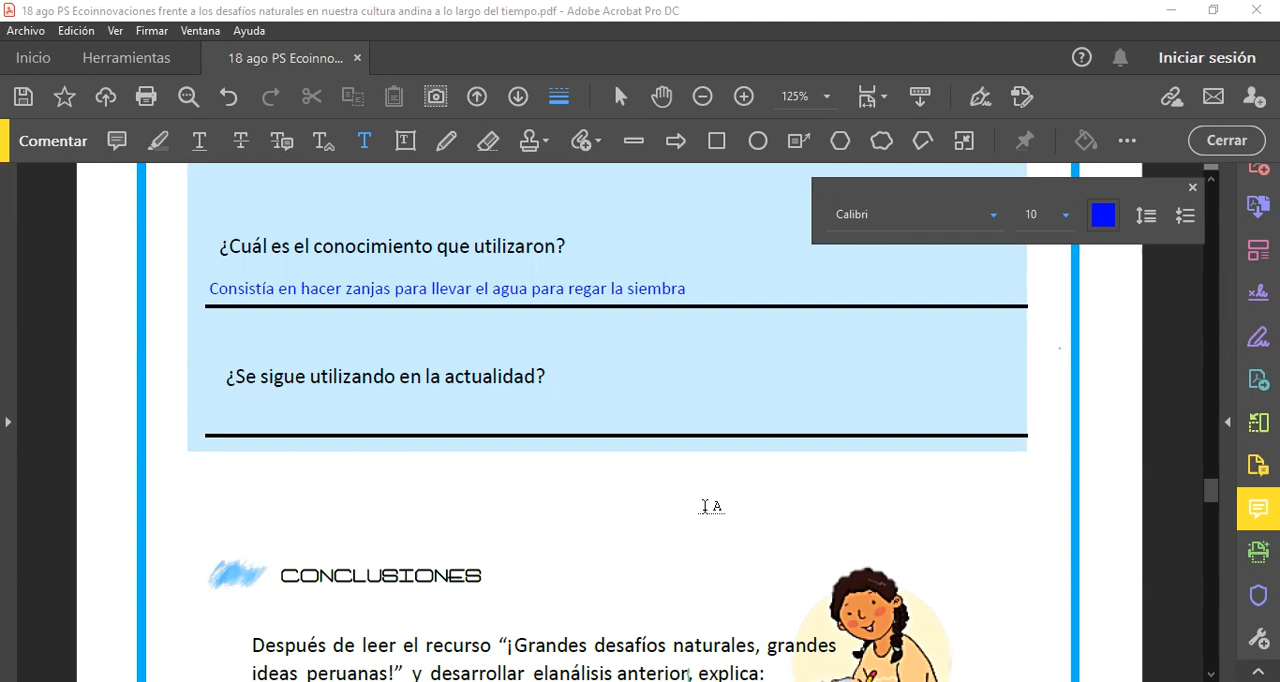 18 ago PS Ecoinnovaciones frente a los desafíos naturales en nuestra cultura andina a lo largo del tiempo.pdf - Adobe Acrobat Pro DC
Archivo Edición Ver Firmar Ventana Ayuda
Inicio Herramientas 18 ago PS Ecoinno... × Iniciar sesión
125%
Comentar Cerrar
Calibri 10
¿Cuál es el conocimiento que utilizaron?
Consistía en hacer zanjas para llevar el agua para regar la siembra
¿Se sigue utilizando en la actualidad?
CONCLUSIONES
Después de leer el recurso “¡Grandes desafíos naturales, grandes
ideas peruanas!” y desarrollar elanálisis anterior, explica: